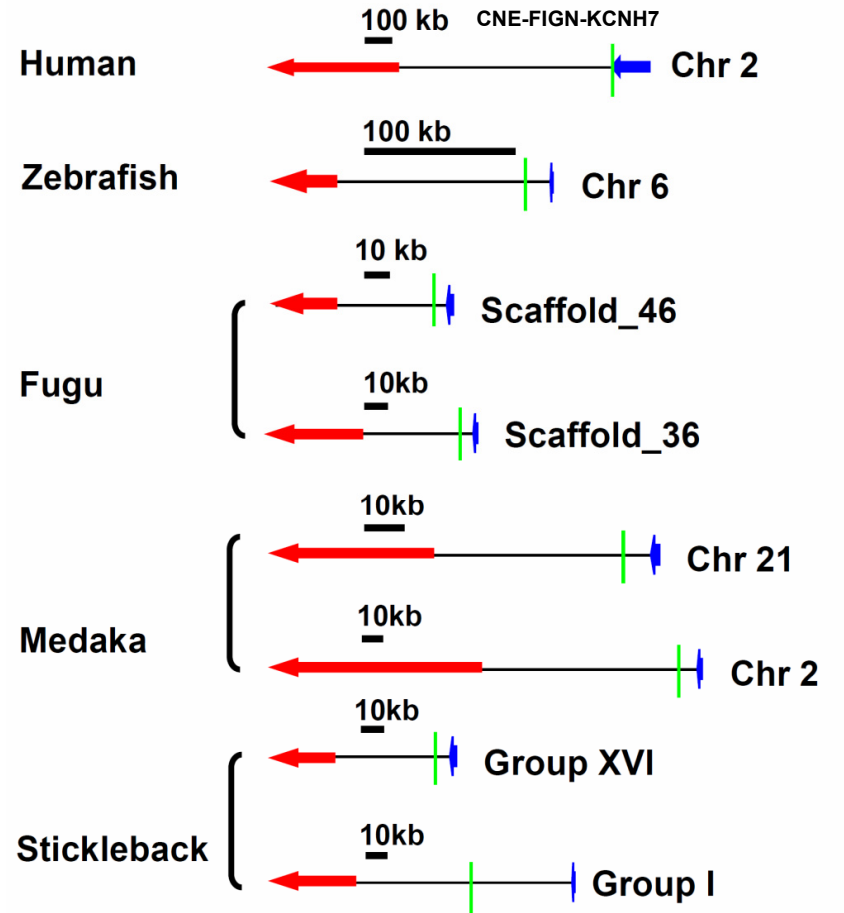 100 kb CNE-FIGN-KCNH7
Human Chr 2
100 kb
Zebrafish Chr 6
10 kb
Scaffold_46
Fugu
10kb
Scaffold_36
10kb
Chr 21
10kb
Medaka
Chr 2
10kb
Group XVI
10kb
Stickleback
Group I